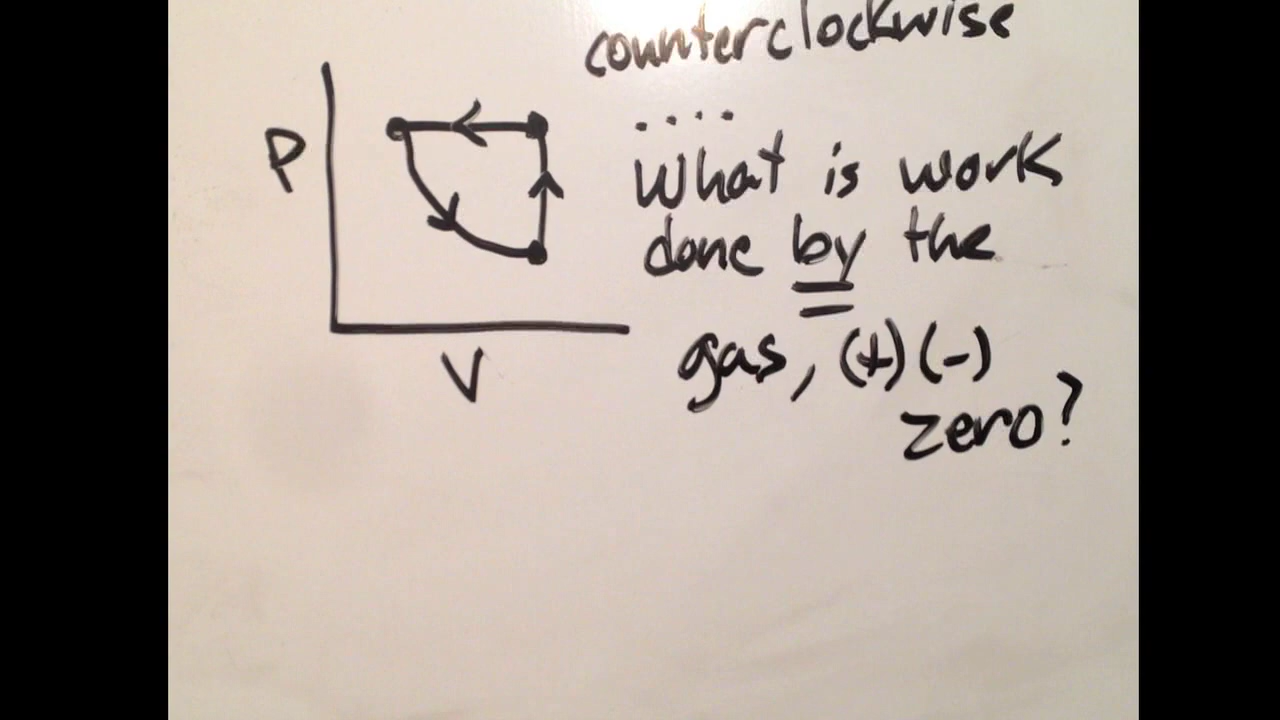 counterclockwise
....
What is work
done by the
gas, (+)(-)
zero?
P
V